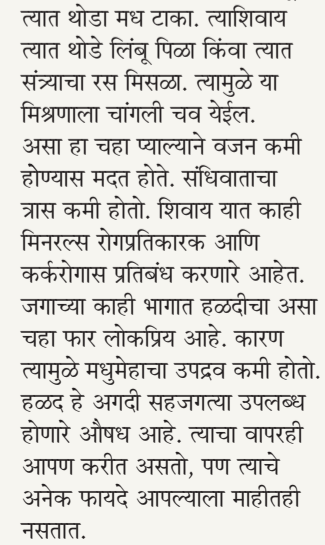 त्यात थोडा मध टाका. त्याशिवाय
त्यात थोडे लिंबू पिळा किंवा त्यात
संत्र्याचा रस मिसळा. त्यामुळे या
मिश्रणाला चांगली चव येईल.
असा हा चहा प्याल्याने वजन कमी
होण्यास मदत होते. संधिवाताचा
त्रास कमी होतो. शिवाय यात काही
मिनरल्स रोगप्रतिकारक आणि
कर्करोगास प्रतिबंध करणारे आहेत.
जगाच्या काही भागात हळदीचा असा
चहा फार लोकप्रिय आहे. कारण
त्यामुळे मधुमेहाचा उपद्रव कमी होतो.
हळद हे अगदी सहजगत्या उपलब्ध
होणारे औषध आहे. त्याचा वापरही
आपण करीत असतो, पण त्याचे
अनेक फायदे आपल्याला माहीतही
नसतात.